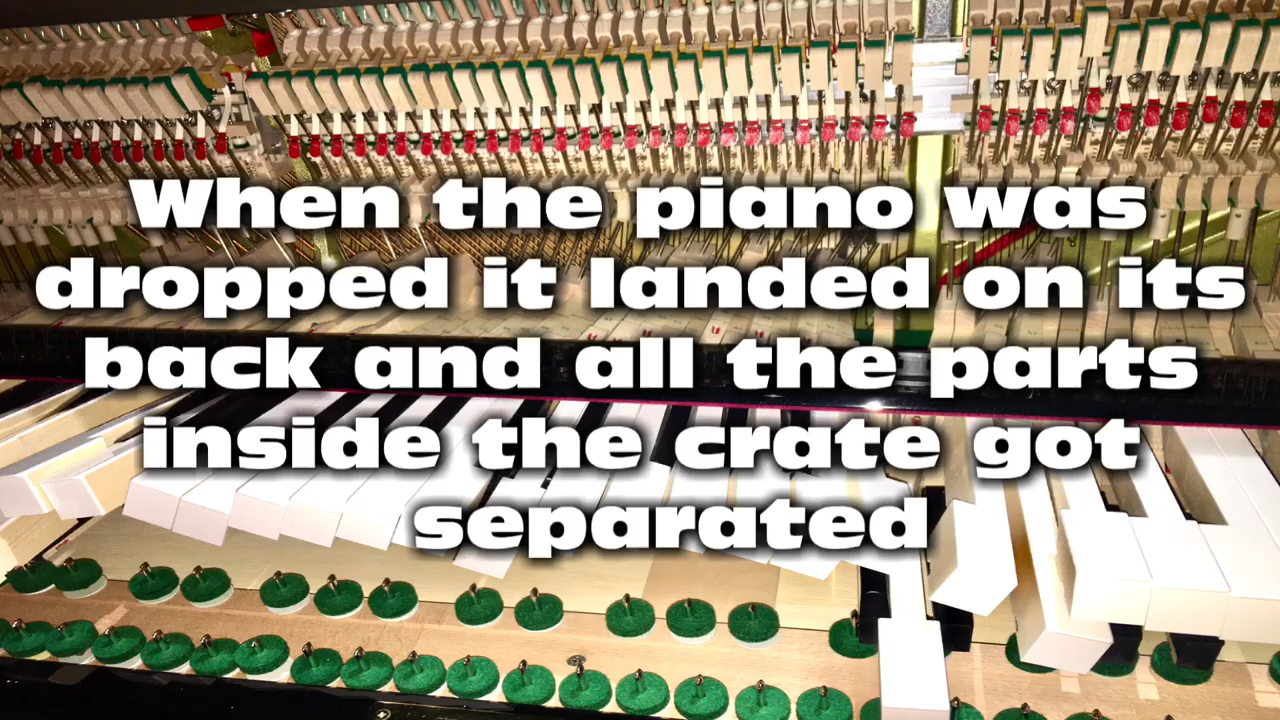 When the piano was
dropped it landed on its
back and all the parts
inside the crate got
separated